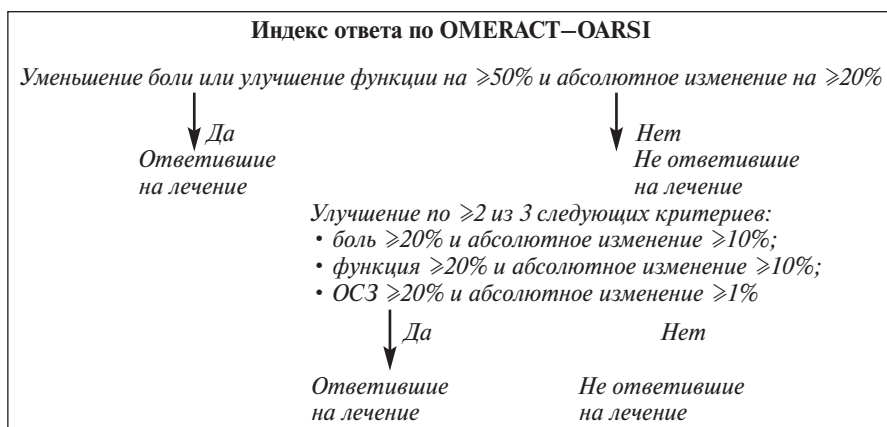 Индекс ответа по OMERACT–OARSI
Уменьшение боли или улучшение функции на ⩾50% и абсолютное изменение на ⩾20%
Да
Ответившие
на лечение
Нет
Не ответившие
на лечение
Улучшение по ⩾2 из 3 следующих критериев:
• боль ⩾20% и абсолютное изменение ⩾10%;
• функция ⩾20% и абсолютное изменение ⩾10%;
• ОСЗ ⩾20% и абсолютное изменение ⩾1%
Да
Нет
Ответившие
на лечение
Не ответившие
на лечение